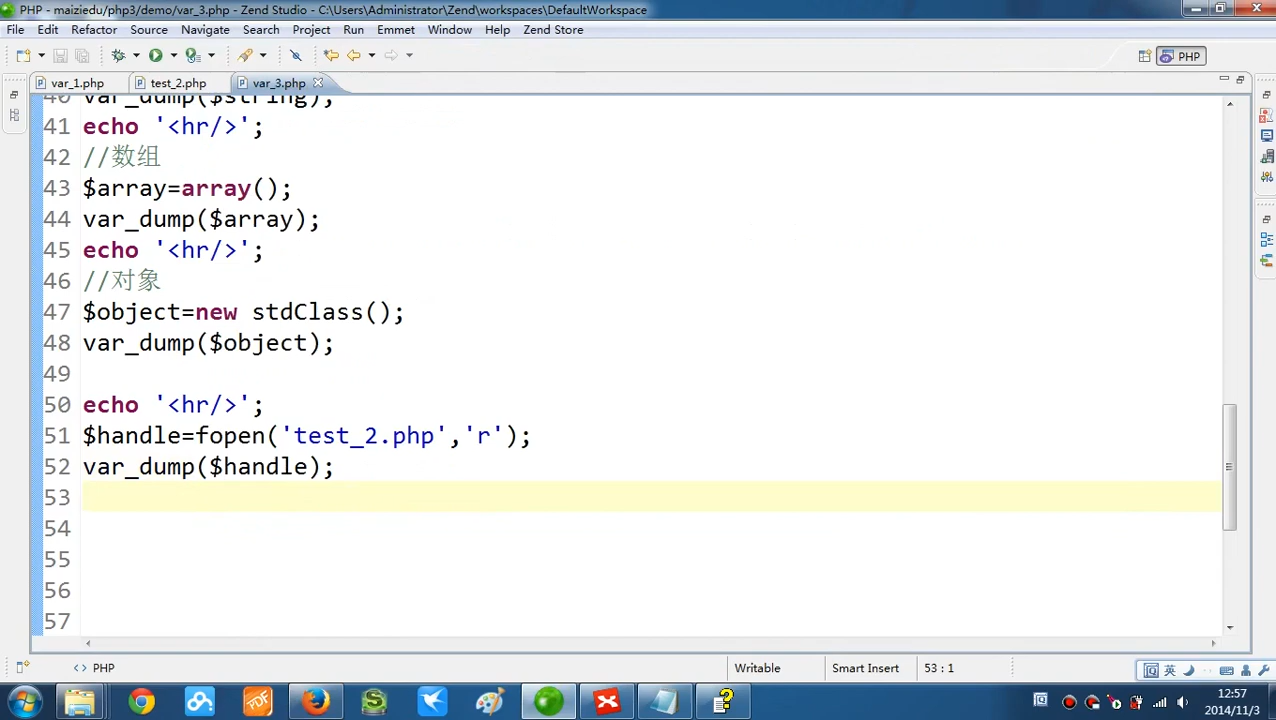 PHP - maiziedu/php3/demo/var_3.php - Zend Studio - C:\Users\Administrator\Zend\workspaces\DefaultWorkspace
File Edit Refactor Source Navigate Search Project Run Emmet Window Help Zend Store
PHP
var_1.php test_2.php var_3.php
40 var_dump($string);
41 echo '<hr/>';
42 //数组
43 $array=array();
44 var_dump($array);
45 echo '<hr/>';
46 //对象
47 $object=new stdClass();
48 var_dump($object);
49
50 echo '<hr/>';
51 $handle=fopen('test_2.php','r');
52 var_dump($handle);
53
54
55
56
57
PHP Writable Smart Insert 53 : 1 英
12:57
2014/11/3